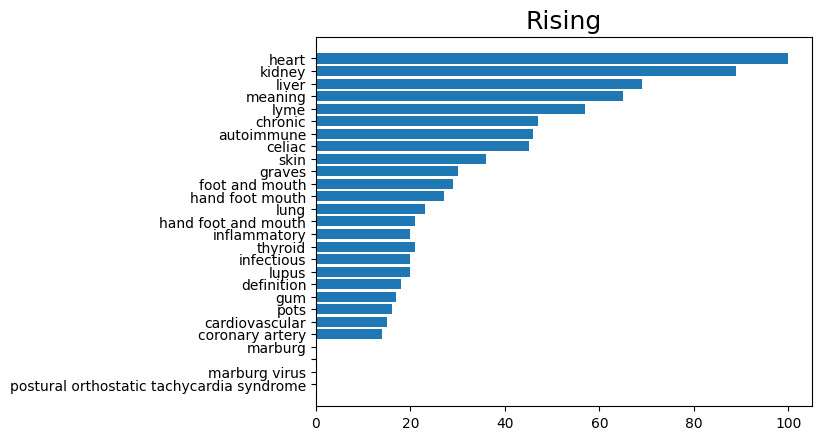 Rising
heart
kidney
liver
meaning
lyme
chronic
autoimmune
celiac
skin
graves
foot and mouth
hand foot mouth
lung
hand foot and mouth
inflammatory
thyroid
infectious
lupus
definition
gum
pots
cardiovascular
coronary artery
marburg
marburg virus
postural orthostatic tachycardia syndrome
0 20 40 60 80 100